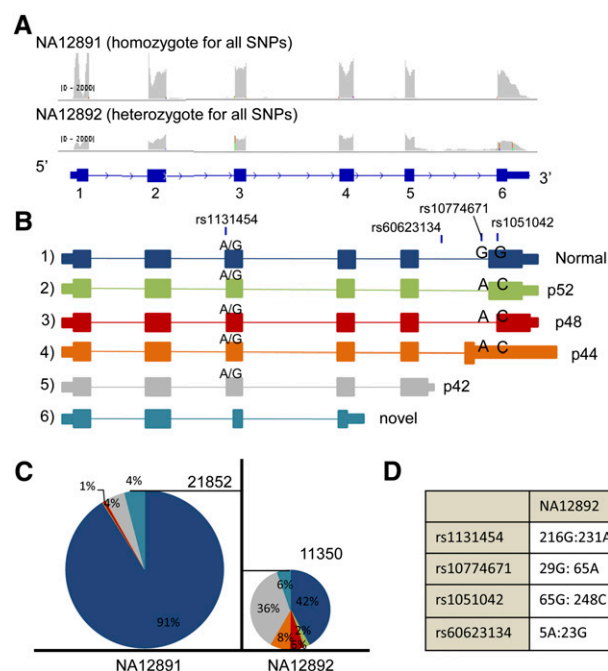 A
NA12891 (homozygote for all SNPs)
[0 - 2000]
NA12892 (heterozygote for all SNPs)
[0 - 2000]
5' 3'
1 2 3 4 5 6
B
rs1131454 rs60623134 rs10774671 rs1051042
1) A/G G G Normal
2) A/G A C p52
3) A/G A C p48
4) A/G A C p44
5) A/G p42
6) novel
C
21852
1% 4% 4%
91%
NA12891
11350
6% 42% 36% 2% 8% 6%
NA12892
D
NA12892
rs1131454 216G:231A
rs10774671 29G: 65A
rs1051042 65G: 248C
rs60623134 5A:23G